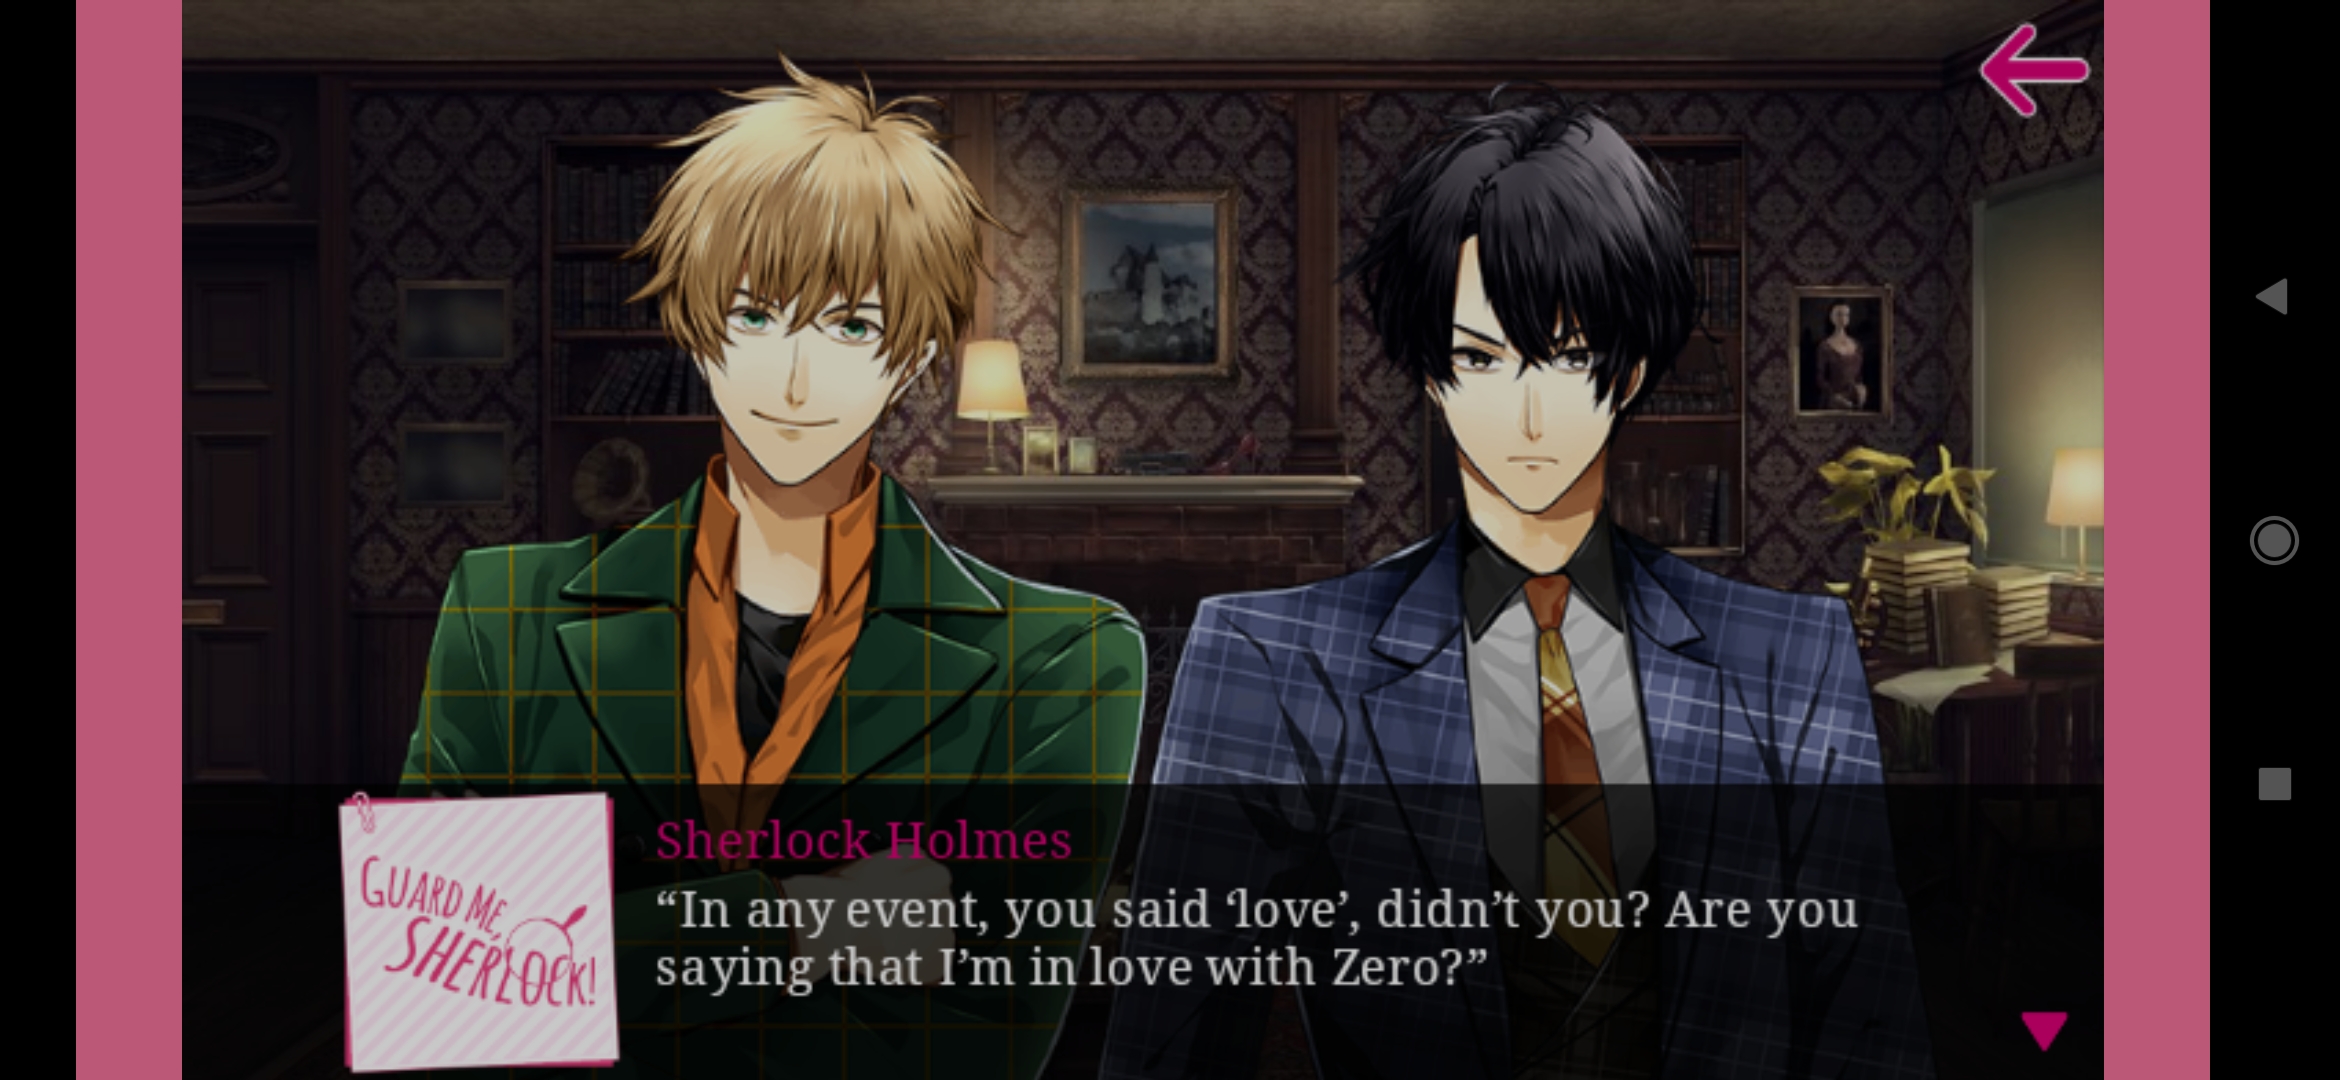 Sherlock Holmes
“In any event, you said ‘love’, didn’t you? Are you
saying that I’m in love with Zero?”
GUARD ME,
SHERLOCK!